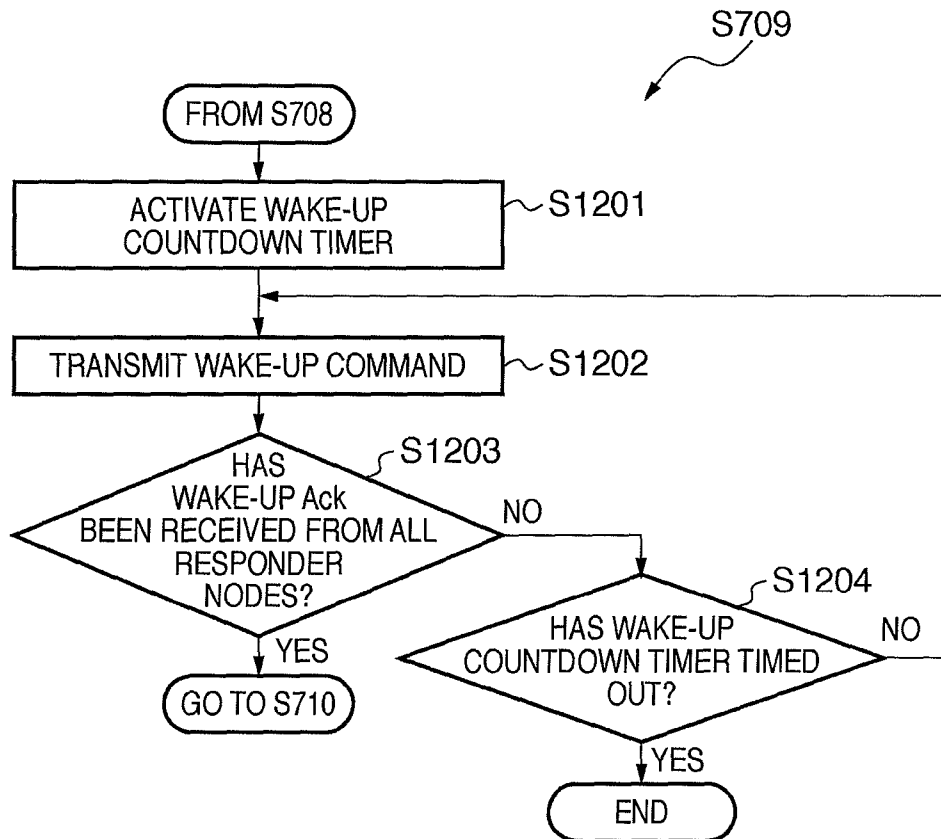 S709
FROM S708
ACTIVATE WAKE-UP
COUNTDOWN TIMER
S1201
TRANSMIT WAKE-UP COMMAND
S1202
S1203
HAS
WAKE-UP Ack
BEEN RECEIVED FROM ALL
RESPONDER
NODES?
NO
YES
GO TO S710
S1204
HAS WAKE-UP
COUNTDOWN TIMER TIMED
OUT?
NO
YES
END